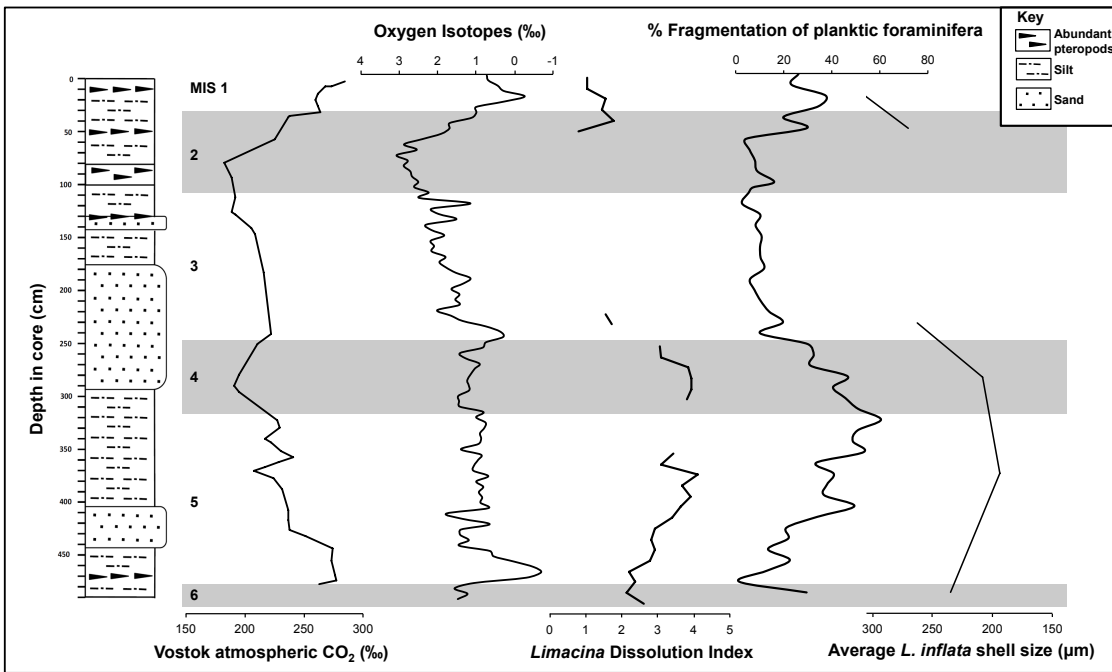 Oxygen Isotopes (‰)
% Fragmentation of planktic foraminifera
Key
Abundant pteropods
Silt
Sand
4 3 2 1 0 -1
0 20 40 60 80
Depth in core (cm)
0
50
100
150
200
250
300
350
400
450
MIS 1
2
3
4
5
6
150 200 250 300
0 1 2 3 4 5
300 200 150
Vostok atmospheric CO₂ (‰)
Limacina Dissolution Index
Average L. inflata shell size (µm)